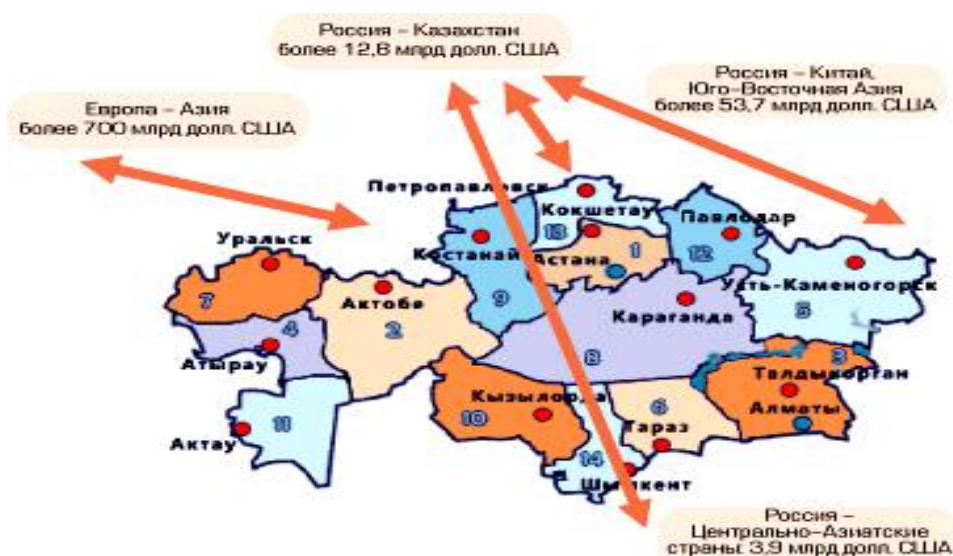 Россия – Казахстан
более 12,8 млрд долл. США
Россия – Китай,
Юго-Восточная Азия
более 53,7 млрд долл. США
Европа – Азия
более 700 млрд долл. США
Петропавловск
Кокшетау
Павлодар
Уральск
13
Костанай
Астана
1
12
Усть-Каменогорск
Актобе
7
9
5
4
2
Караганда
Атырау
8
3
Талдыкорган
Кызылорда
6
Алматы
10
11
Тараз
Актау
14
Шымкент
Россия –
Центрально-Азиатские
страны: 3,9 млрд долл. США